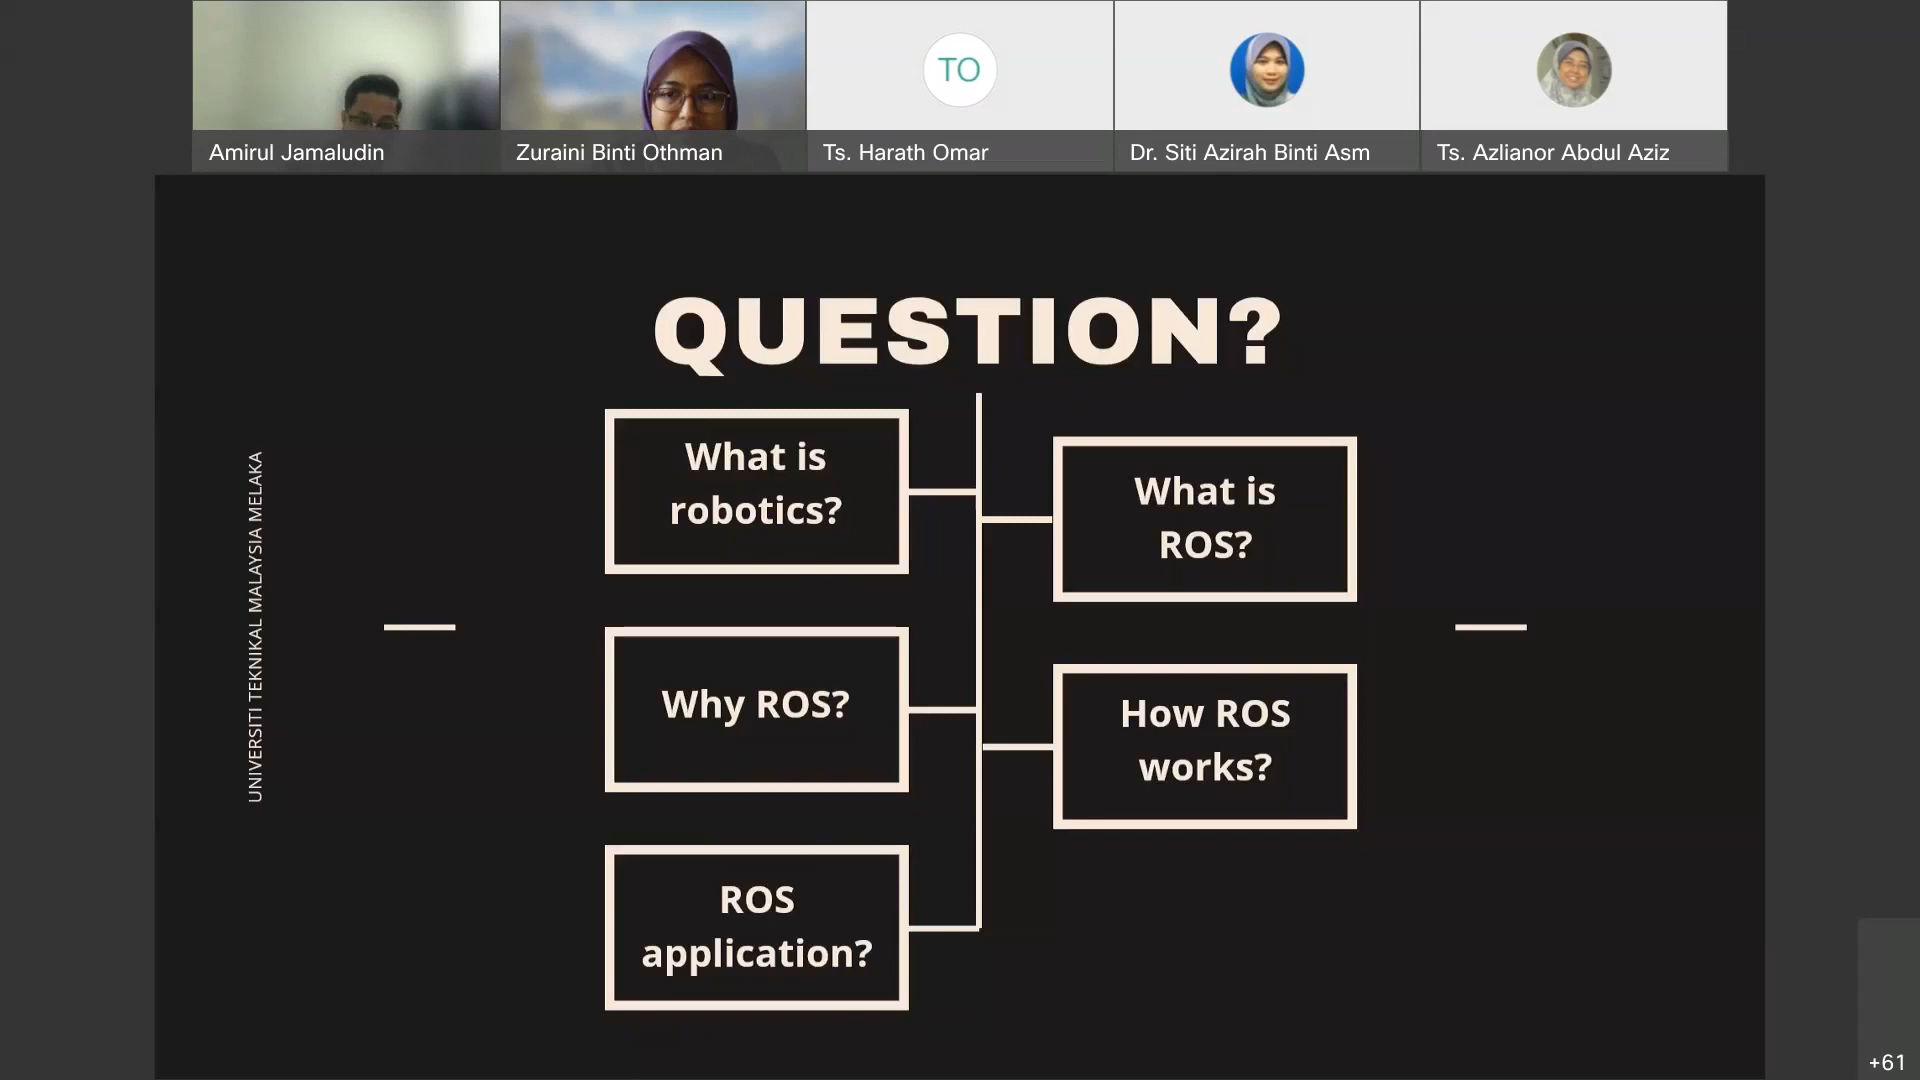 TO
Amirul Jamaludin
Zuraini Binti Othman
Ts. Harath Omar
Dr. Siti Azirah Binti Asm
Ts. Azlianor Abdul Aziz
QUESTION?
What is
robotics?
What is
ROS?
Why ROS?
How ROS
works?
ROS
application?
UNIVERSITI TEKNIKAL MALAYSIA MELAKA
+61